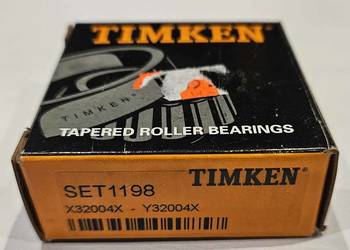 TIMKEN
TIMKEN
TAPERED ROLLER BEARINGS
SET1198
TIMKEN
X32004X - Y32004X